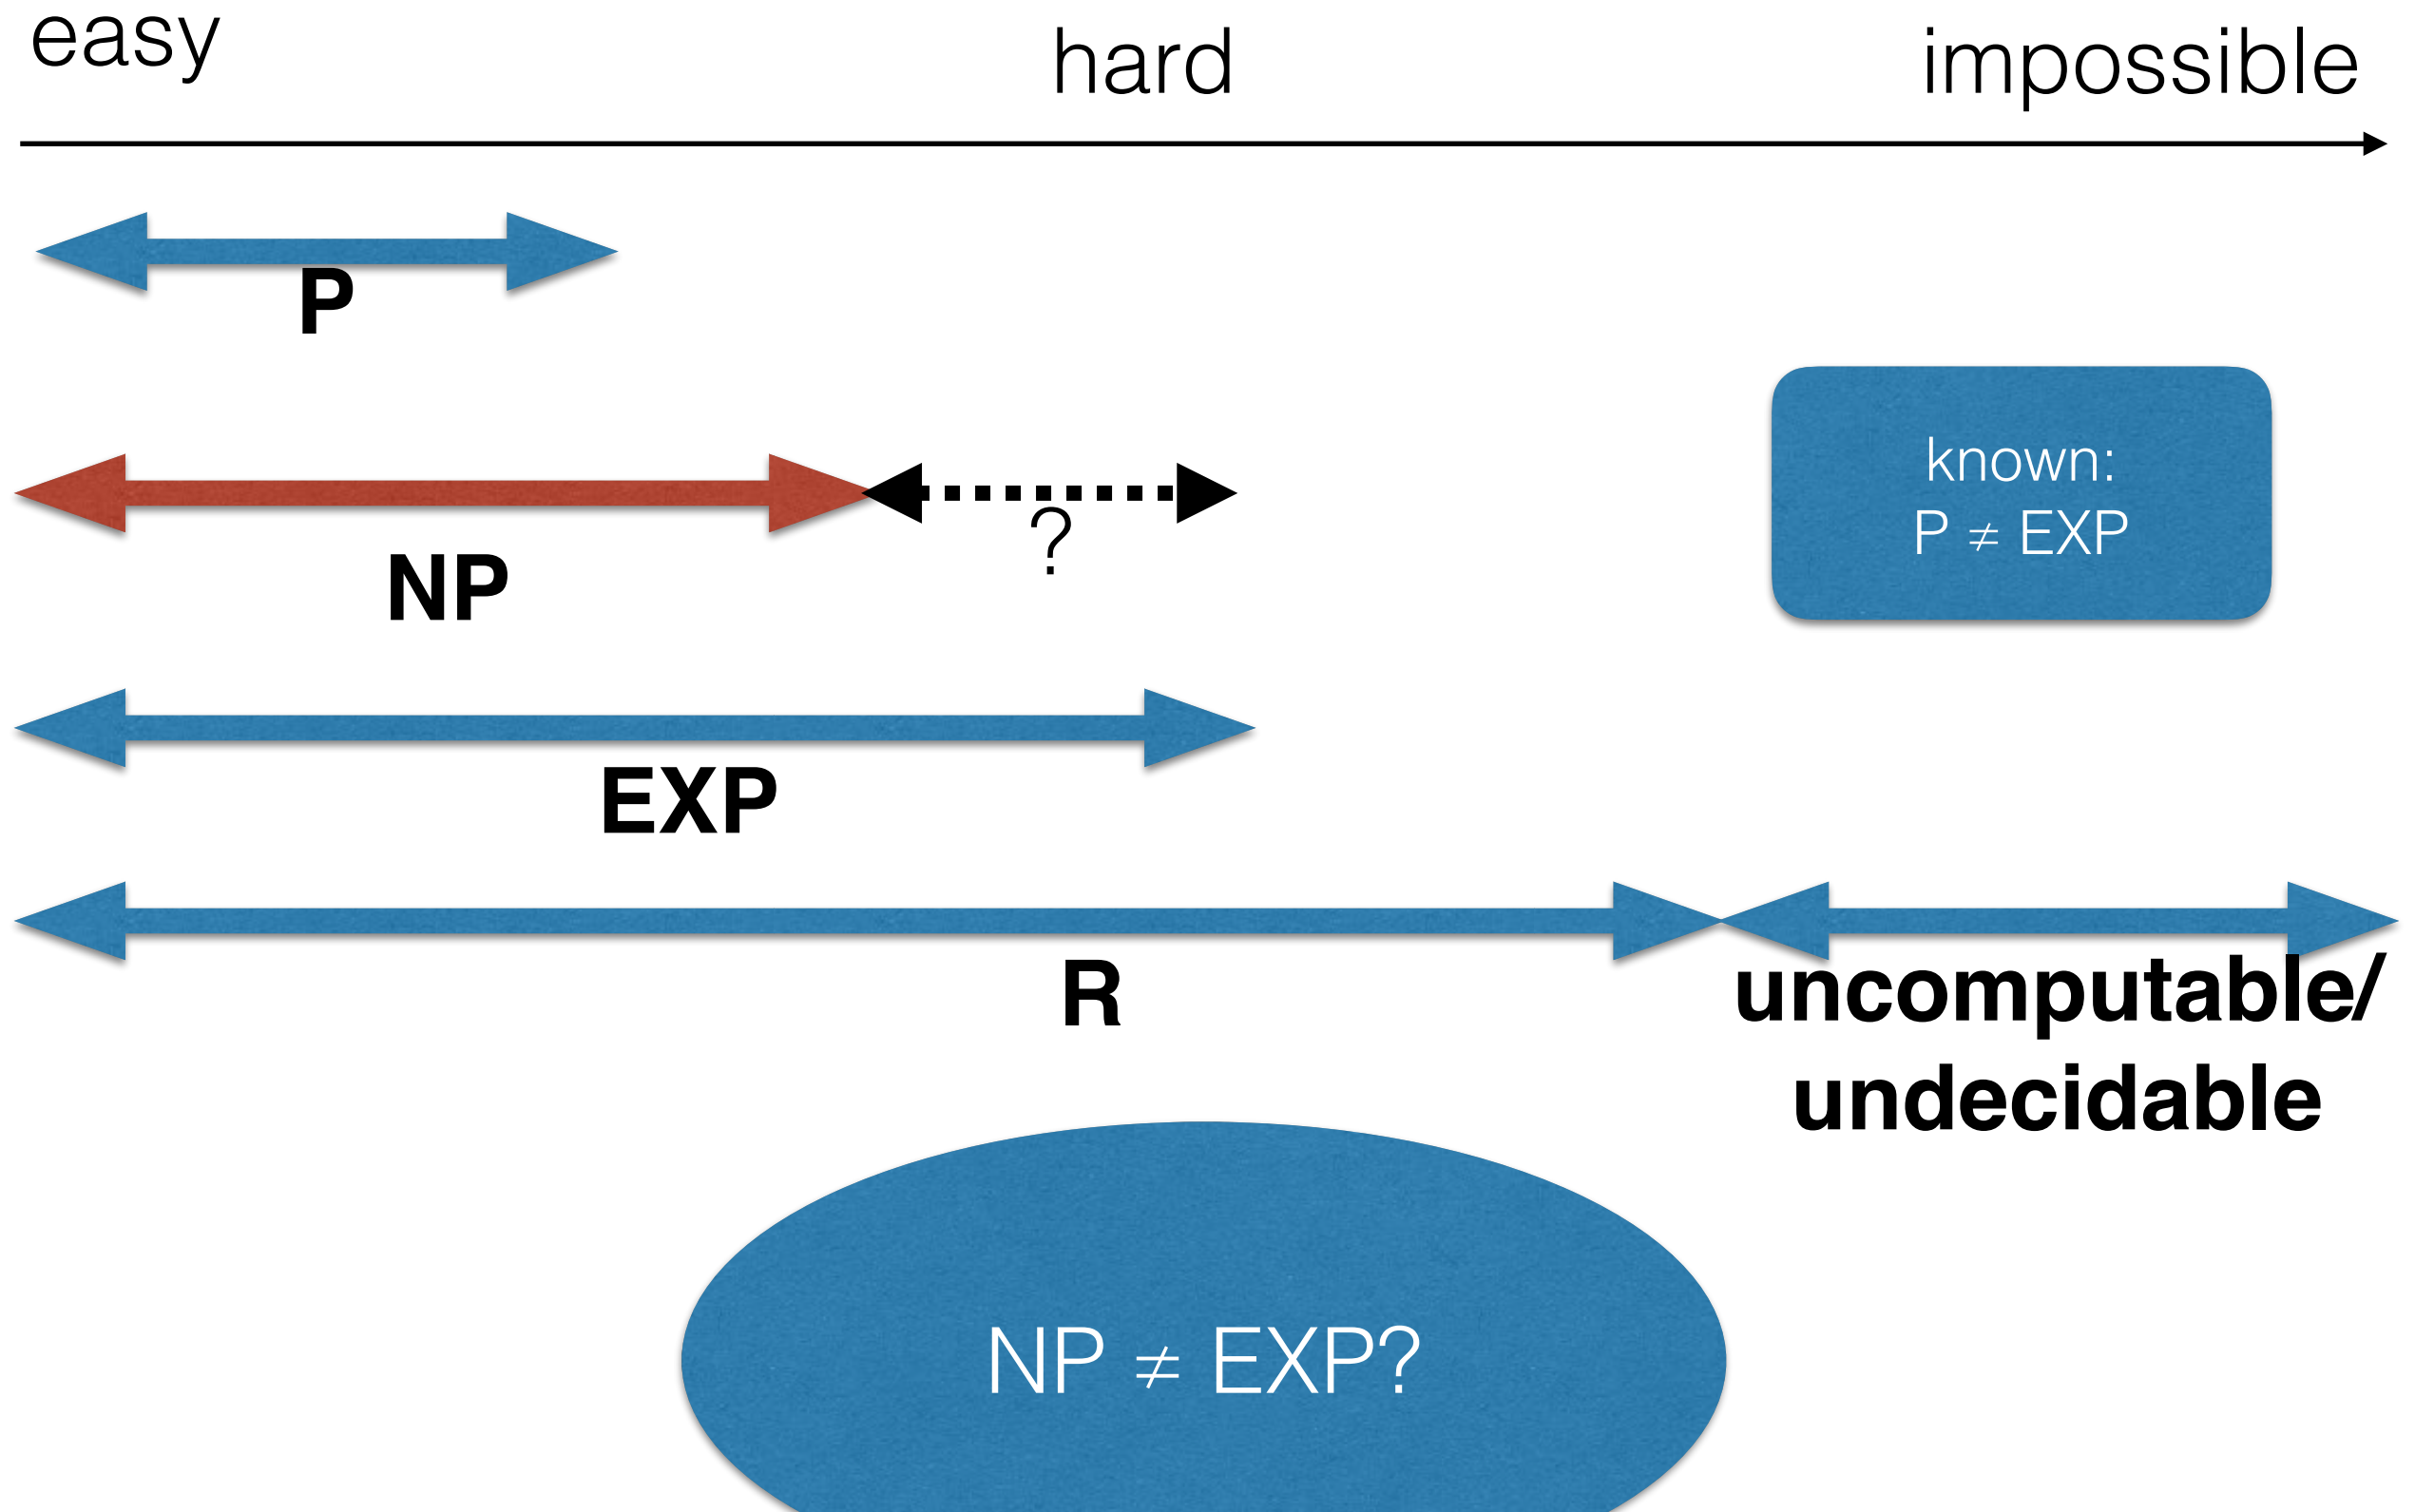 easy
hard
impossible
P
known:
P ≠ EXP
?
NP
EXP
R
uncomputable/
undecidable
NP ≠ EXP?